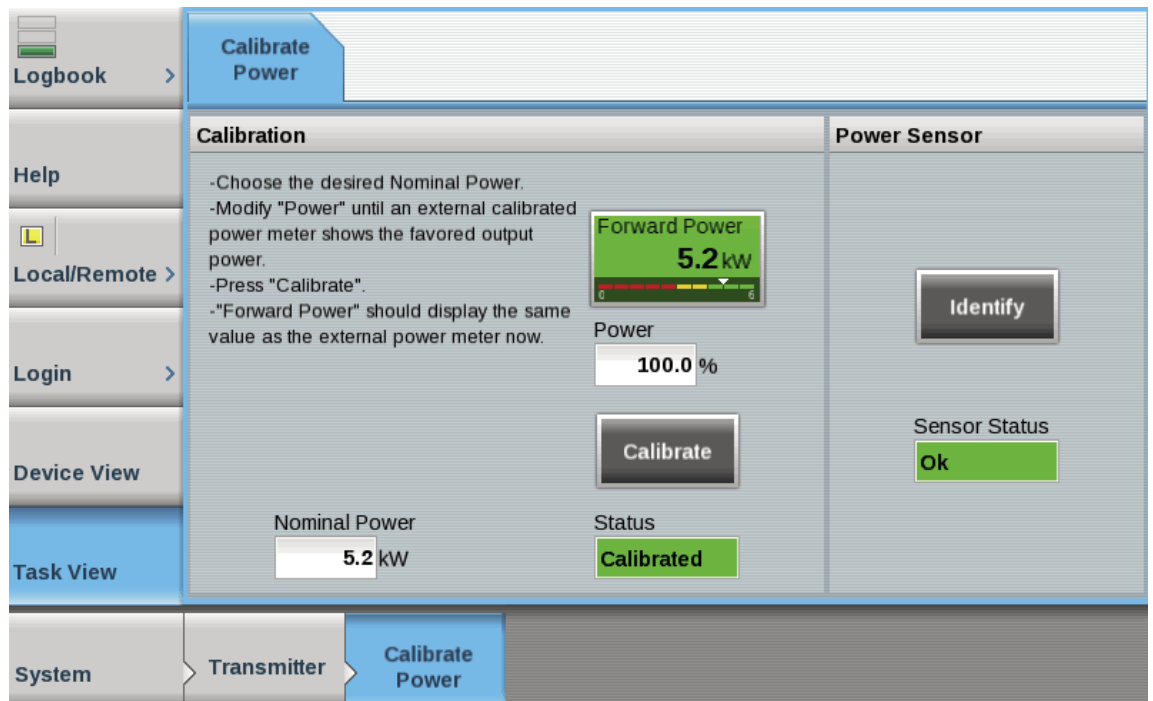 Logbook >
Help
L
Local/Remote >
Login >
Device View
Task View
Calibrate
Power
Calibration
-Choose the desired Nominal Power.
-Modify "Power" until an external calibrated
power meter shows the favored output
power.
-Press "Calibrate".
-"Forward Power" should display the same
value as the external power meter now.
Forward Power
5.2 kW
0 6
Power
100.0 %
Calibrate
Nominal Power
5.2 kW
Status
Calibrated
Power Sensor
Identify
Sensor Status
Ok
System
Transmitter
Calibrate
Power